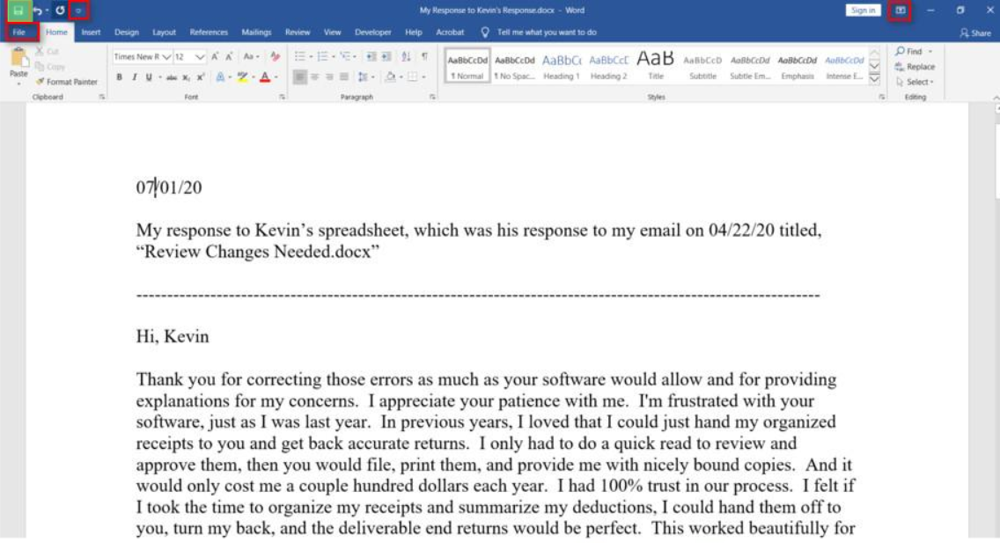 My Response to Kevin's Response.docx - Word
Sign in
File Home Insert Design Layout References Mailings Review View Developer Help Acrobat Tell me what you want to do
Share
Paste
Cut
Copy
Format Painter
Clipboard
Times New R 12
Aa
B I U abc X₂ X²
A
Font
Paragraph
AaBbCcDd AaBbCcDd AaBbCc AaBbCcC AaB AaBbCcD AaBbCcDd AaBbCcDd AaBbCcDd
¶ Normal ¶ No Spac... Heading 1 Heading 2 Title Subtitle Subtle Em... Emphasis Intense E...
Styles
Find
Replace
Select
Editing
07/01/20
My response to Kevin’s spreadsheet, which was his response to my email on 04/22/20 titled,
“Review Changes Needed.docx”
Hi, Kevin
Thank you for correcting those errors as much as your software would allow and for providing
explanations for my concerns. I appreciate your patience with me. I'm frustrated with your
software, just as I was last year. In previous years, I loved that I could just hand my organized
receipts to you and get back accurate returns. I only had to do a quick read to review and
approve them, then you would file, print them, and provide me with nicely bound copies. And it
would only cost me a couple hundred dollars each year. I had 100% trust in our process. I felt if
I took the time to organize my receipts and summarize my deductions, I could hand them off to
you, turn my back, and the deliverable end returns would be perfect. This worked beautifully for